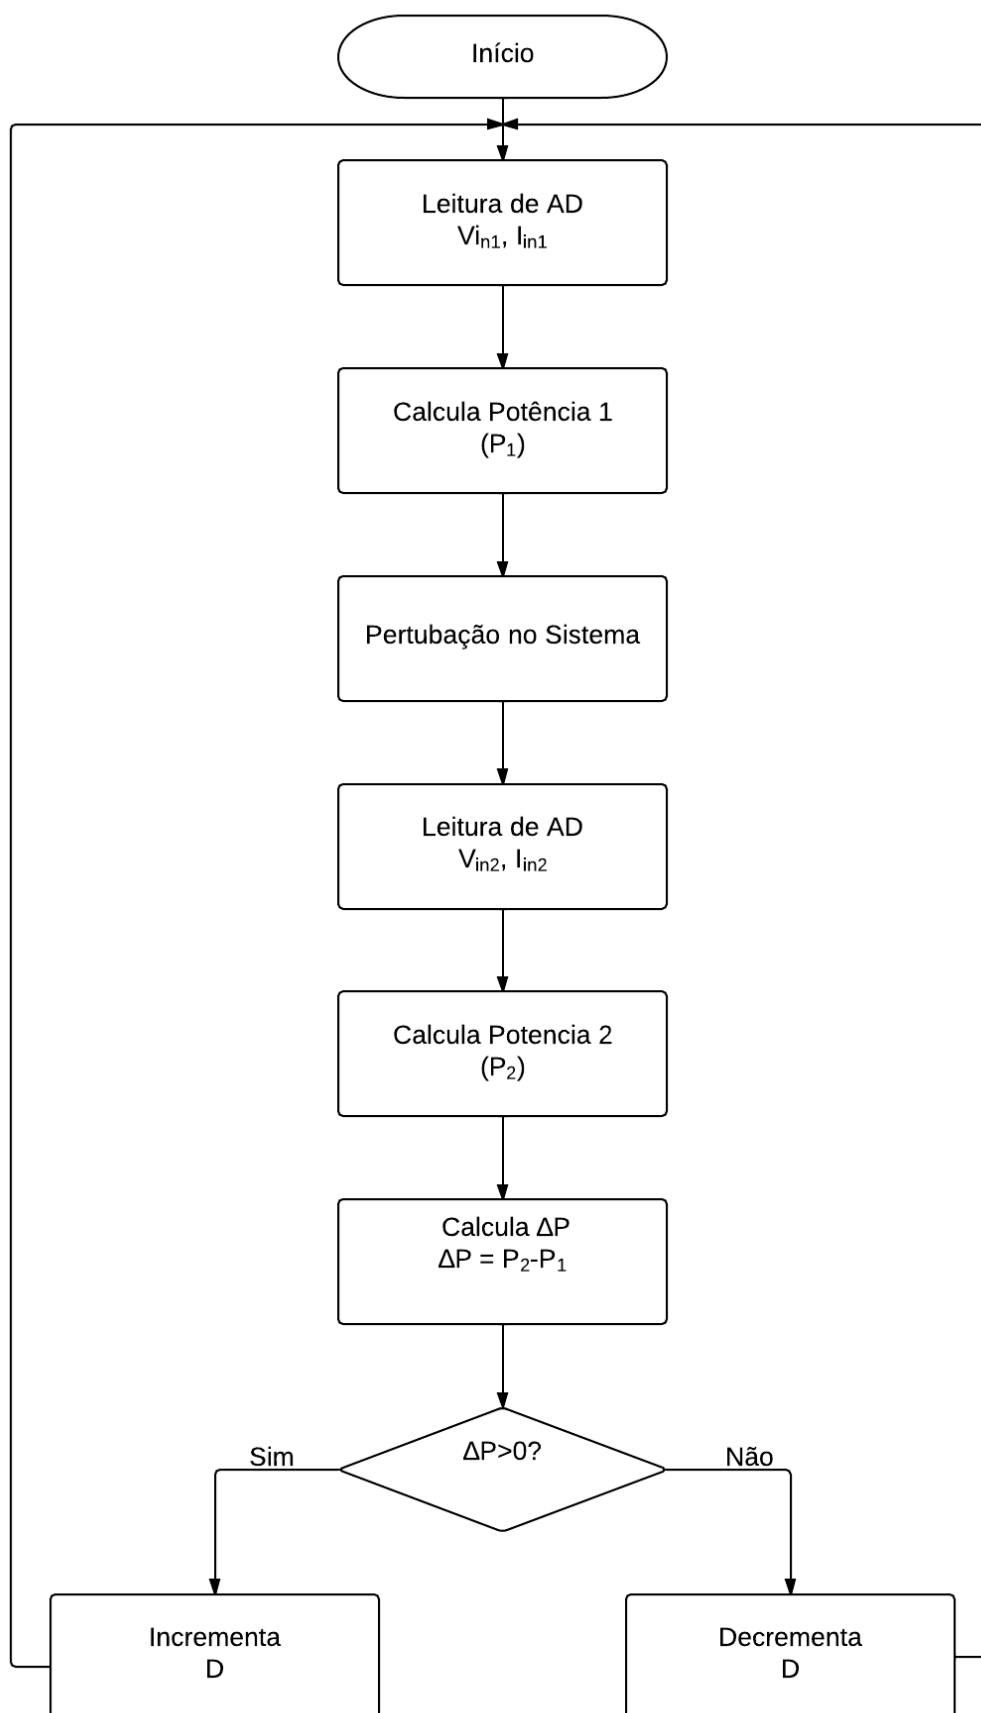 Início
Leitura de AD
Vin1, Iin1
Calcula Potência 1
(P1)
Pertubação no Sistema
Leitura de AD
Vin2, Iin2
Calcula Potencia 2
(P2)
Calcula ΔP
ΔP = P2-P1
ΔP>0?
Sim
Não
Incrementa
D
Decrementa
D